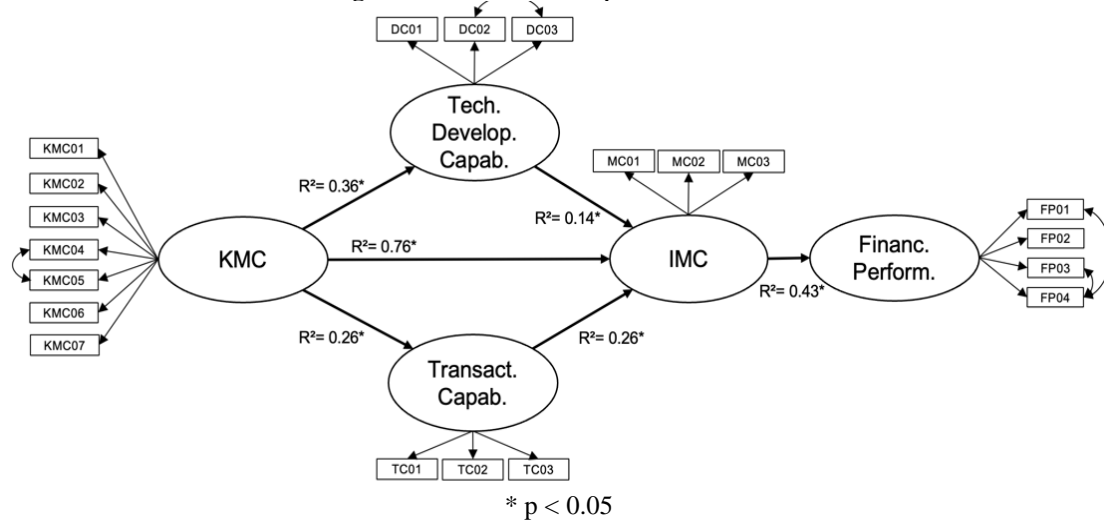 DC01
DC02
DC03
Tech.
Develop.
Capab.
KMC01
KMC02
KMC03
KMC04
KMC05
KMC06
KMC07
R²= 0.36*
MC01
MC02
MC03
R²= 0.14*
KMC
R²= 0.76*
IMC
R²= 0.43*
Financ.
Perform.
FP01
FP02
FP03
FP04
R²= 0.26*
R²= 0.26*
Transact.
Capab.
TC01
TC02
TC03
* p < 0.05